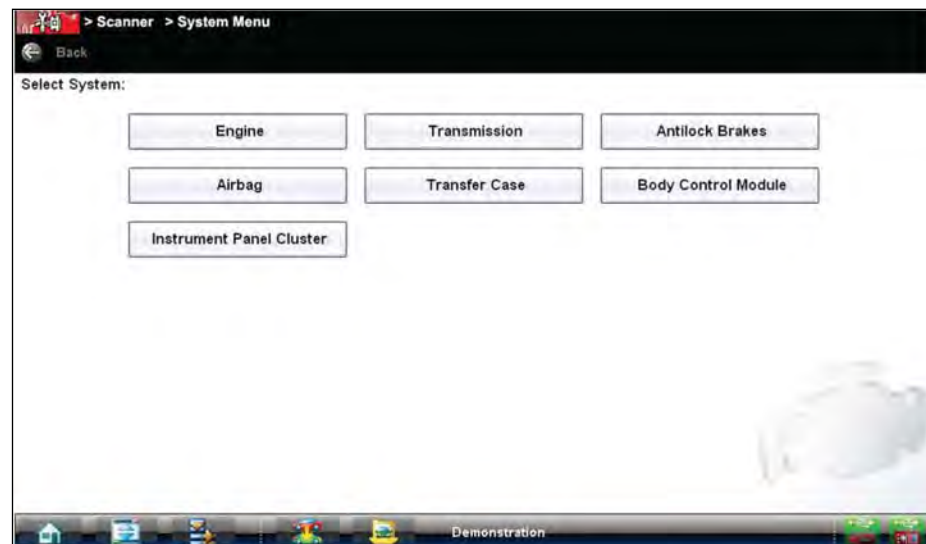 > Scanner > System Menu
Back
Select System:
Engine Transmission Antilock Brakes
Airbag Transfer Case Body Control Module
Instrument Panel Cluster
Demonstration